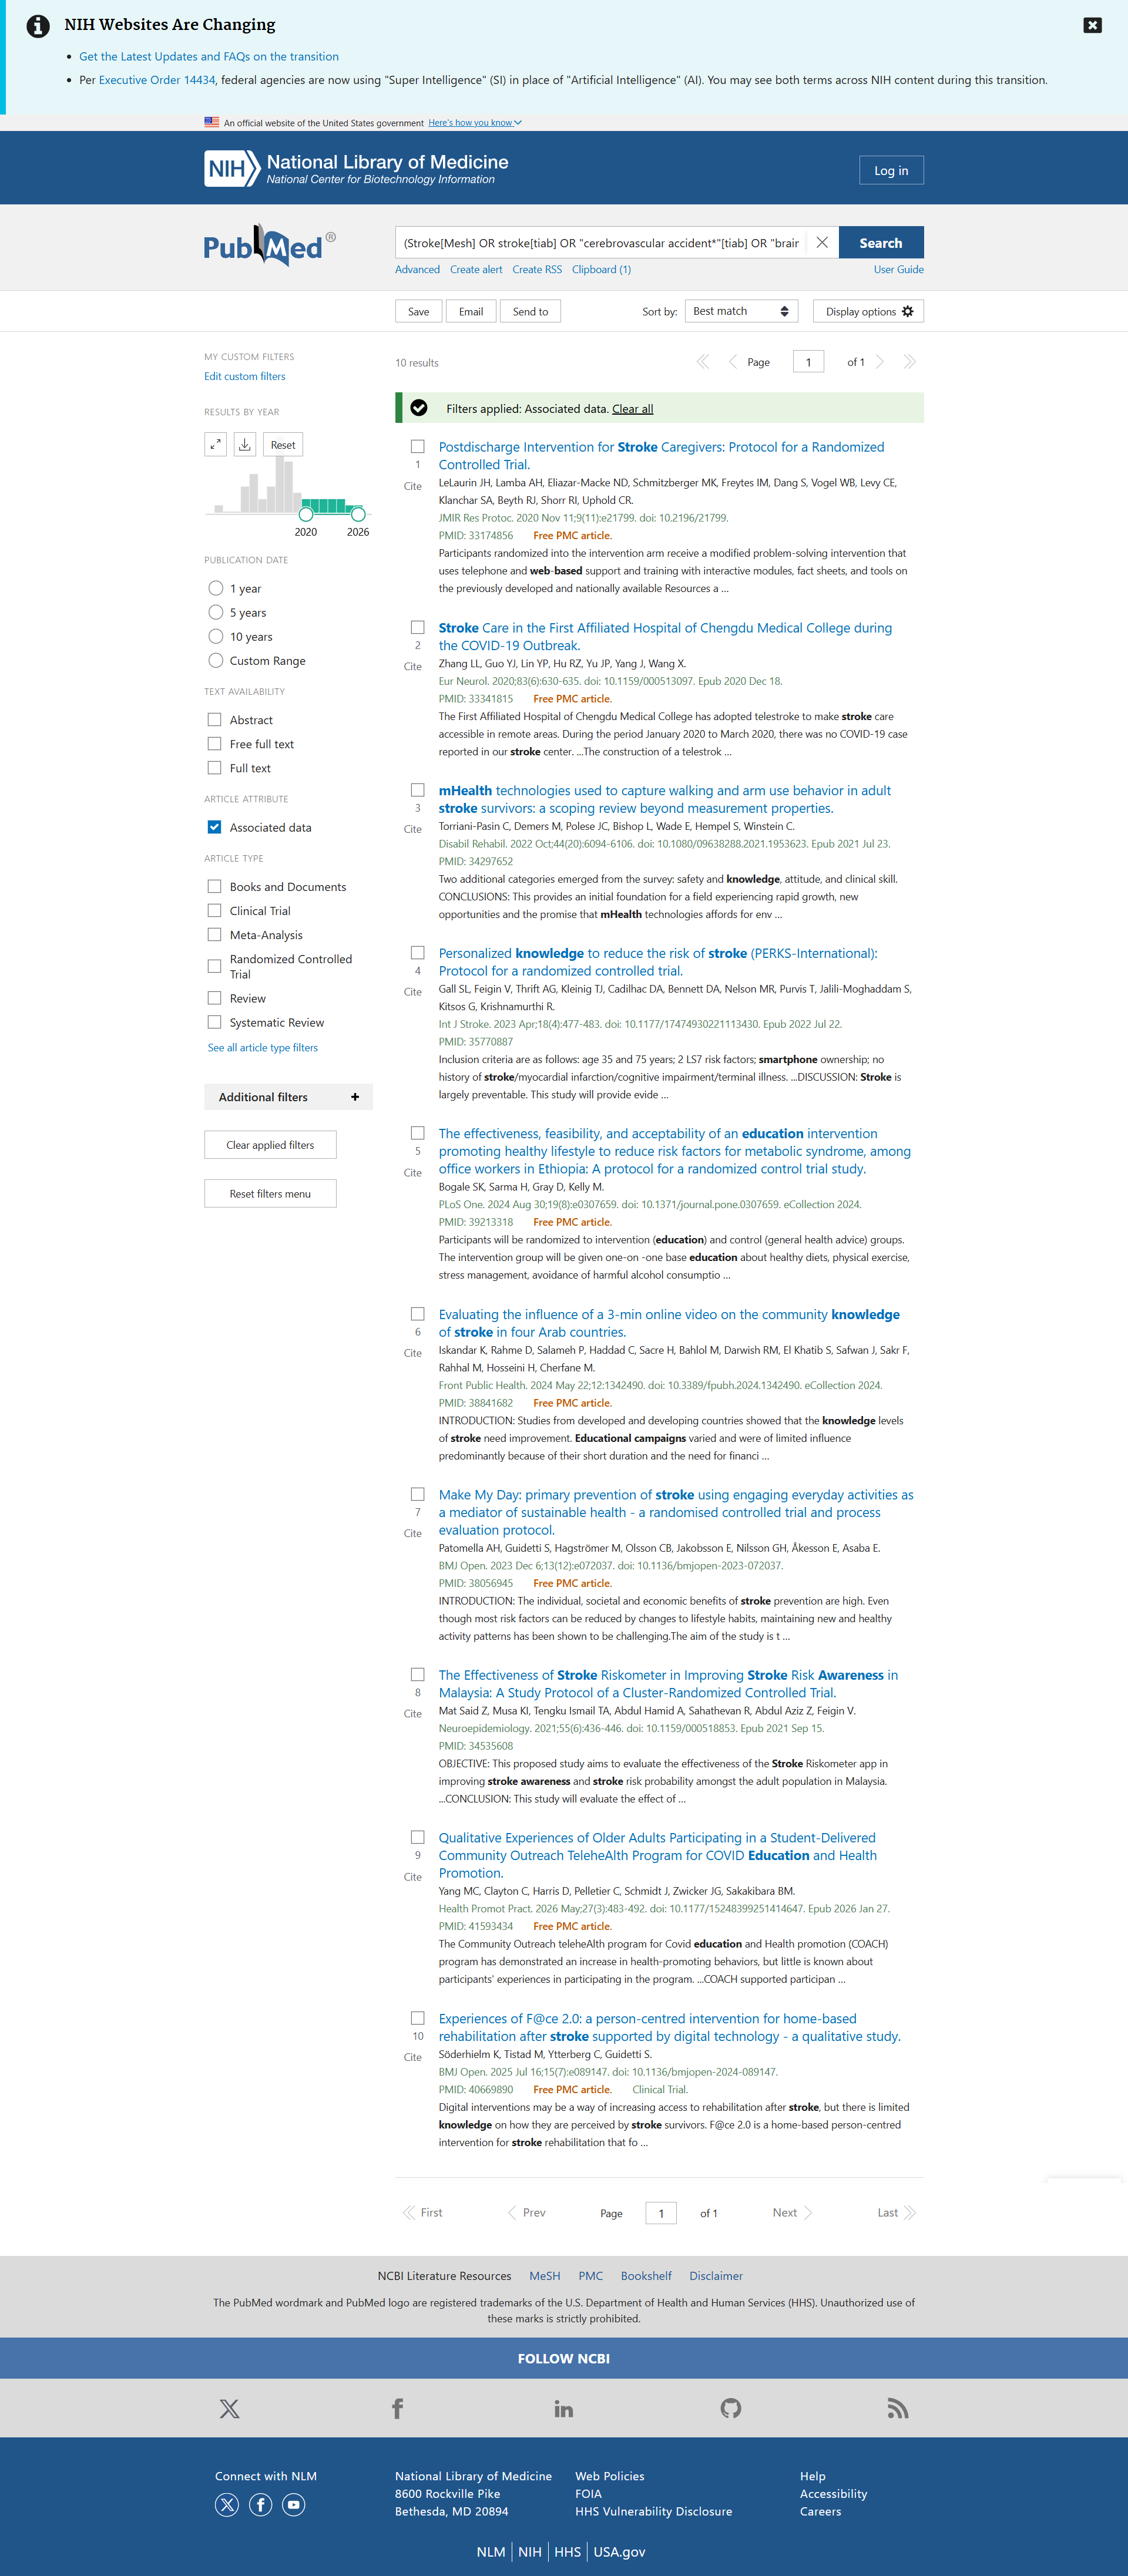 NIH Websites Are Changing
• Get the Latest Updates and FAQs on the transition
• Per Executive Order 14434, federal agencies are now using "Super Intelligence" (SI) in place of "Artificial Intelligence" (AI). You may see both terms across NIH content during this transition.
An official website of the United States government Here's how you know
NIH National Library of Medicine
National Center for Biotechnology Information
Log in
PubMed®
(Stroke[Mesh] OR stroke[tiab] OR "cerebrovascular accident*"[tiab] OR "brair
Search
Advanced Create alert Create RSS Clipboard (1)
User Guide
Save Email Send to
Sort by: Best match
Display options
MY CUSTOM FILTERS
Edit custom filters
RESULTS BY YEAR
Reset
2020 2026
PUBLICATION DATE
1 year
5 years
10 years
Custom Range
TEXT AVAILABILITY
Abstract
Free full text
Full text
ARTICLE ATTRIBUTE
Associated data
ARTICLE TYPE
Books and Documents
Clinical Trial
Meta-Analysis
Randomized Controlled
Trial
Review
Systematic Review
See all article type filters
Additional filters +
Clear applied filters
Reset filters menu
10 results
Page 1 of 1
Filters applied: Associated data. Clear all
Postdischarge Intervention for Stroke Caregivers: Protocol for a Randomized
1
Controlled Trial.
Cite
LeLaurin JH, Lamba AH, Eliazar-Macke ND, Schmitzberger MK, Freytes IM, Dang S, Vogel WB, Levy CE,
Klanchar SA, Beyth RJ, Shorr RI, Uphold CR.
JMIR Res Protoc. 2020 Nov 11;9(11):e21799. doi: 10.2196/21799.
PMID: 33174856 Free PMC article.
Participants randomized into the intervention arm receive a modified problem-solving intervention that
uses telephone and web-based support and training with interactive modules, fact sheets, and tools on
the previously developed and nationally available Resources a ...
Stroke Care in the First Affiliated Hospital of Chengdu Medical College during
2
the COVID-19 Outbreak.
Cite
Zhang LL, Guo YJ, Lin YP, Hu RZ, Yu JP, Yang J, Wang X.
Eur Neurol. 2020;83(6):630-635. doi: 10.1159/000513097. Epub 2020 Dec 18.
PMID: 33341815 Free PMC article.
The First Affiliated Hospital of Chengdu Medical College has adopted telestroke to make stroke care
accessible in remote areas. During the period January 2020 to March 2020, there was no COVID-19 case
reported in our stroke center. ...The construction of a telestrok ...
mHealth technologies used to capture walking and arm use behavior in adult
3
stroke survivors: a scoping review beyond measurement properties.
Cite
Torriani-Pasin C, Demers M, Polese JC, Bishop L, Wade E, Hempel S, Winstein C.
Disabil Rehabil. 2022 Oct;44(20):6094-6106. doi: 10.1080/09638288.2021.1953623. Epub 2021 Jul 23.
PMID: 34297652
Two additional categories emerged from the survey: safety and knowledge, attitude, and clinical skill.
CONCLUSIONS: This provides an initial foundation for a field experiencing rapid growth, new
opportunities and the promise that mHealth technologies affords for env ...
Personalized knowledge to reduce the risk of stroke (PERKS-International):
4
Protocol for a randomized controlled trial.
Cite
Gall SL, Feigin V, Thrift AG, Kleinig TJ, Cadilhac DA, Bennett DA, Nelson MR, Purvis T, Jalili-Moghaddam S,
Kitsos G, Krishnamurthi R.
Int J Stroke. 2023 Apr;18(4):477-483. doi: 10.1177/17474930221113430. Epub 2022 Jul 22.
PMID: 35770887
Inclusion criteria are as follows: age 35 and 75 years; 2 LS7 risk factors; smartphone ownership; no
history of stroke/myocardial infarction/cognitive impairment/terminal illness. ...DISCUSSION: Stroke is
largely preventable. This study will provide evide ...
The effectiveness, feasibility, and acceptability of an education intervention
5
promoting healthy lifestyle to reduce risk factors for metabolic syndrome, among
office workers in Ethiopia: A protocol for a randomized control trial study.
Cite
Bogale SK, Sarma H, Gray D, Kelly M.
PLoS One. 2024 Aug 30;19(8):e0307659. doi: 10.1371/journal.pone.0307659. eCollection 2024.
PMID: 39213318 Free PMC article.
Participants will be randomized to intervention (education) and control (general health advice) groups.
The intervention group will be given one-on -one base education about healthy diets, physical exercise,
stress management, avoidance of harmful alcohol consumptio ...
Evaluating the influence of a 3-min online video on the community knowledge
6
of stroke in four Arab countries.
Cite
Iskandar K, Rahme D, Salameh P, Haddad C, Sacre H, Bahlol M, Darwish RM, El Khatib S, Safwan J, Sakr F,
Rahhal M, Hosseini H, Cherfane M.
Front Public Health. 2024 May 22;12:1342490. doi: 10.3389/fpubh.2024.1342490. eCollection 2024.
PMID: 38841682 Free PMC article.
INTRODUCTION: Studies from developed and developing countries showed that the knowledge levels
of stroke need improvement. Educational campaigns varied and were of limited influence
predominantly because of their short duration and the need for financi ...
Make My Day: primary prevention of stroke using engaging everyday activities as
7
a mediator of sustainable health - a randomised controlled trial and process
evaluation protocol.
Cite
Patomella AH, Guidetti S, Hagströmer M, Olsson CB, Jakobsson E, Nilsson GH, Åkesson E, Asaba E.
BMJ Open. 2023 Dec 6;13(12):e072037. doi: 10.1136/bmjopen-2023-072037.
PMID: 38056945 Free PMC article.
INTRODUCTION: The individual, societal and economic benefits of stroke prevention are high. Even
though most risk factors can be reduced by changes to lifestyle habits, maintaining new and healthy
activity patterns has been shown to be challenging.The aim of the study is t ...
The Effectiveness of Stroke Riskometer in Improving Stroke Risk Awareness in
8
Malaysia: A Study Protocol of a Cluster-Randomized Controlled Trial.
Cite
Mat Said Z, Musa KI, Tengku Ismail TA, Abdul Hamid A, Sahathevan R, Abdul Aziz Z, Feigin V.
Neuroepidemiology. 2021;55(6):436-446. doi: 10.1159/000518853. Epub 2021 Sep 15.
PMID: 34535608
OBJECTIVE: This proposed study aims to evaluate the effectiveness of the Stroke Riskometer app in
improving stroke awareness and stroke risk probability amongst the adult population in Malaysia.
...CONCLUSION: This study will evaluate the effect of ...
Qualitative Experiences of Older Adults Participating in a Student-Delivered
9
Community Outreach TeleheAlth Program for COVID Education and Health
Promotion.
Cite
Yang MC, Clayton C, Harris D, Pelletier C, Schmidt J, Zwicker JG, Sakakibara BM.
Health Promot Pract. 2026 May;27(3):483-492. doi: 10.1177/15248399251414647. Epub 2026 Jan 27.
PMID: 41593434 Free PMC article.
The Community Outreach teleheAlth program for Covid education and Health promotion (COACH)
program has demonstrated an increase in health-promoting behaviors, but little is known about
participants' experiences in participating in the program. ...COACH supported participan ...
Experiences of F@ce 2.0: a person-centred intervention for home-based
10
rehabilitation after stroke supported by digital technology - a qualitative study.
Cite
Söderhielm K, Tistad M, Ytterberg C, Guidetti S.
BMJ Open. 2025 Jul 16;15(7):e089147. doi: 10.1136/bmjopen-2024-089147.
PMID: 40669890 Free PMC article. Clinical Trial.
Digital interventions may be a way of increasing access to rehabilitation after stroke, but there is limited
knowledge on how they are perceived by stroke survivors. F@ce 2.0 is a home-based person-centred
intervention for stroke rehabilitation that fo ...
First Prev Page 1 of 1 Next Last
NCBI Literature Resources MeSH PMC Bookshelf Disclaimer
The PubMed wordmark and PubMed logo are registered trademarks of the U.S. Department of Health and Human Services (HHS). Unauthorized use of
these marks is strictly prohibited.
FOLLOW NCBI
Connect with NLM
National Library of Medicine
8600 Rockville Pike
Bethesda, MD 20894
Web Policies
FOIA
HHS Vulnerability Disclosure
Help
Accessibility
Careers
NLM NIH HHS USA.gov